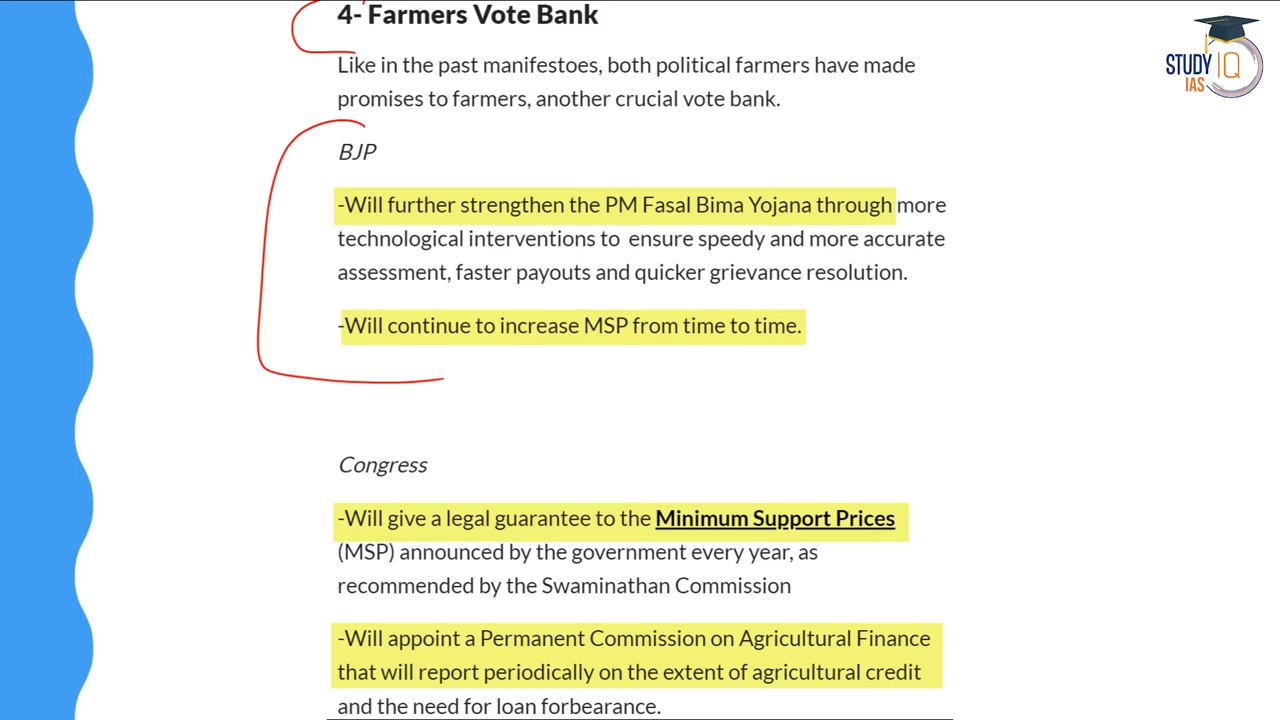 4- Farmers Vote Bank
STUDY IQ
IAS
Like in the past manifestoes, both political farmers have made
promises to farmers, another crucial vote bank.
BJP
-Will further strengthen the PM Fasal Bima Yojana through more
technological interventions to ensure speedy and more accurate
assessment, faster payouts and quicker grievance resolution.
-Will continue to increase MSP from time to time.
Congress
-Will give a legal guarantee to the Minimum Support Prices
(MSP) announced by the government every year, as
recommended by the Swaminathan Commission
-Will appoint a Permanent Commission on Agricultural Finance
that will report periodically on the extent of agricultural credit
and the need for loan forbearance.